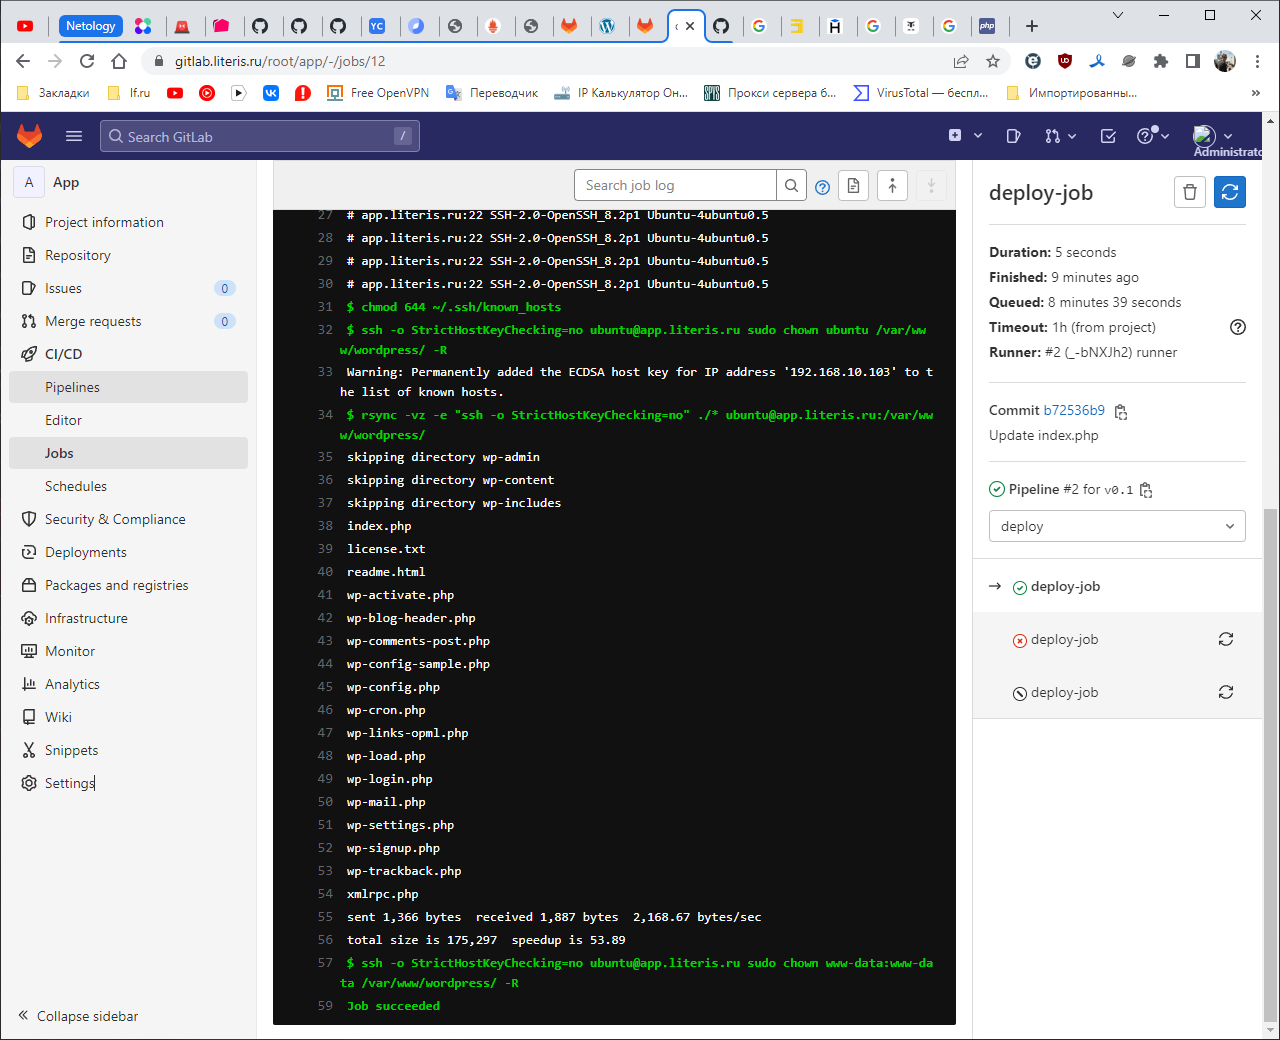 Netology
YC
php
gitlab.literis.ru/root/app/-/jobs/12
Закладки
lf.ru
Free OpenVPN
Переводчик
IP Калькулятор Он...
Прокси сервера б...
VirusTotal — беспл...
Импортированны...
»
Search GitLab
/
Administrato
A
App
Project information
Repository
Issues
0
Merge requests
0
CI/CD
Pipelines
Editor
Jobs
Schedules
Security & Compliance
Deployments
Packages and registries
Infrastructure
Monitor
Analytics
Wiki
Snippets
Settings
Collapse sidebar
Search job log
27 # app.literis.ru:22 SSH-2.0-OpenSSH_8.2p1 Ubuntu-4ubuntu0.5
28 # app.literis.ru:22 SSH-2.0-OpenSSH_8.2p1 Ubuntu-4ubuntu0.5
29 # app.literis.ru:22 SSH-2.0-OpenSSH_8.2p1 Ubuntu-4ubuntu0.5
30 # app.literis.ru:22 SSH-2.0-OpenSSH_8.2p1 Ubuntu-4ubuntu0.5
31 $ chmod 644 ~/.ssh/known_hosts
32 $ ssh -o StrictHostKeyChecking=no ubuntu@app.literis.ru sudo chown ubuntu /var/ww
w/wordpress/ -R
33 Warning: Permanently added the ECDSA host key for IP address '192.168.10.103' to t
he list of known hosts.
34 $ rsync -vz -e "ssh -o StrictHostKeyChecking=no" ./* ubuntu@app.literis.ru:/var/ww
w/wordpress/
35 skipping directory wp-admin
36 skipping directory wp-content
37 skipping directory wp-includes
38 index.php
39 license.txt
40 readme.html
41 wp-activate.php
42 wp-blog-header.php
43 wp-comments-post.php
44 wp-config-sample.php
45 wp-config.php
46 wp-cron.php
47 wp-links-opml.php
48 wp-load.php
49 wp-login.php
50 wp-mail.php
51 wp-settings.php
52 wp-signup.php
53 wp-trackback.php
54 xmlrpc.php
55 sent 1,366 bytes  received 1,887 bytes  2,168.67 bytes/sec
56 total size is 175,297  speedup is 53.89
57 $ ssh -o StrictHostKeyChecking=no ubuntu@app.literis.ru sudo chown www-data:www-da
ta /var/www/wordpress/ -R
59 Job succeeded
deploy-job
Duration: 5 seconds
Finished: 9 minutes ago
Queued: 8 minutes 39 seconds
Timeout: 1h (from project)
Runner: #2 (_-bNXJh2) runner
Commit b72536b9
Update index.php
Pipeline #2 for v0.1
deploy
→ deploy-job
deploy-job
deploy-job